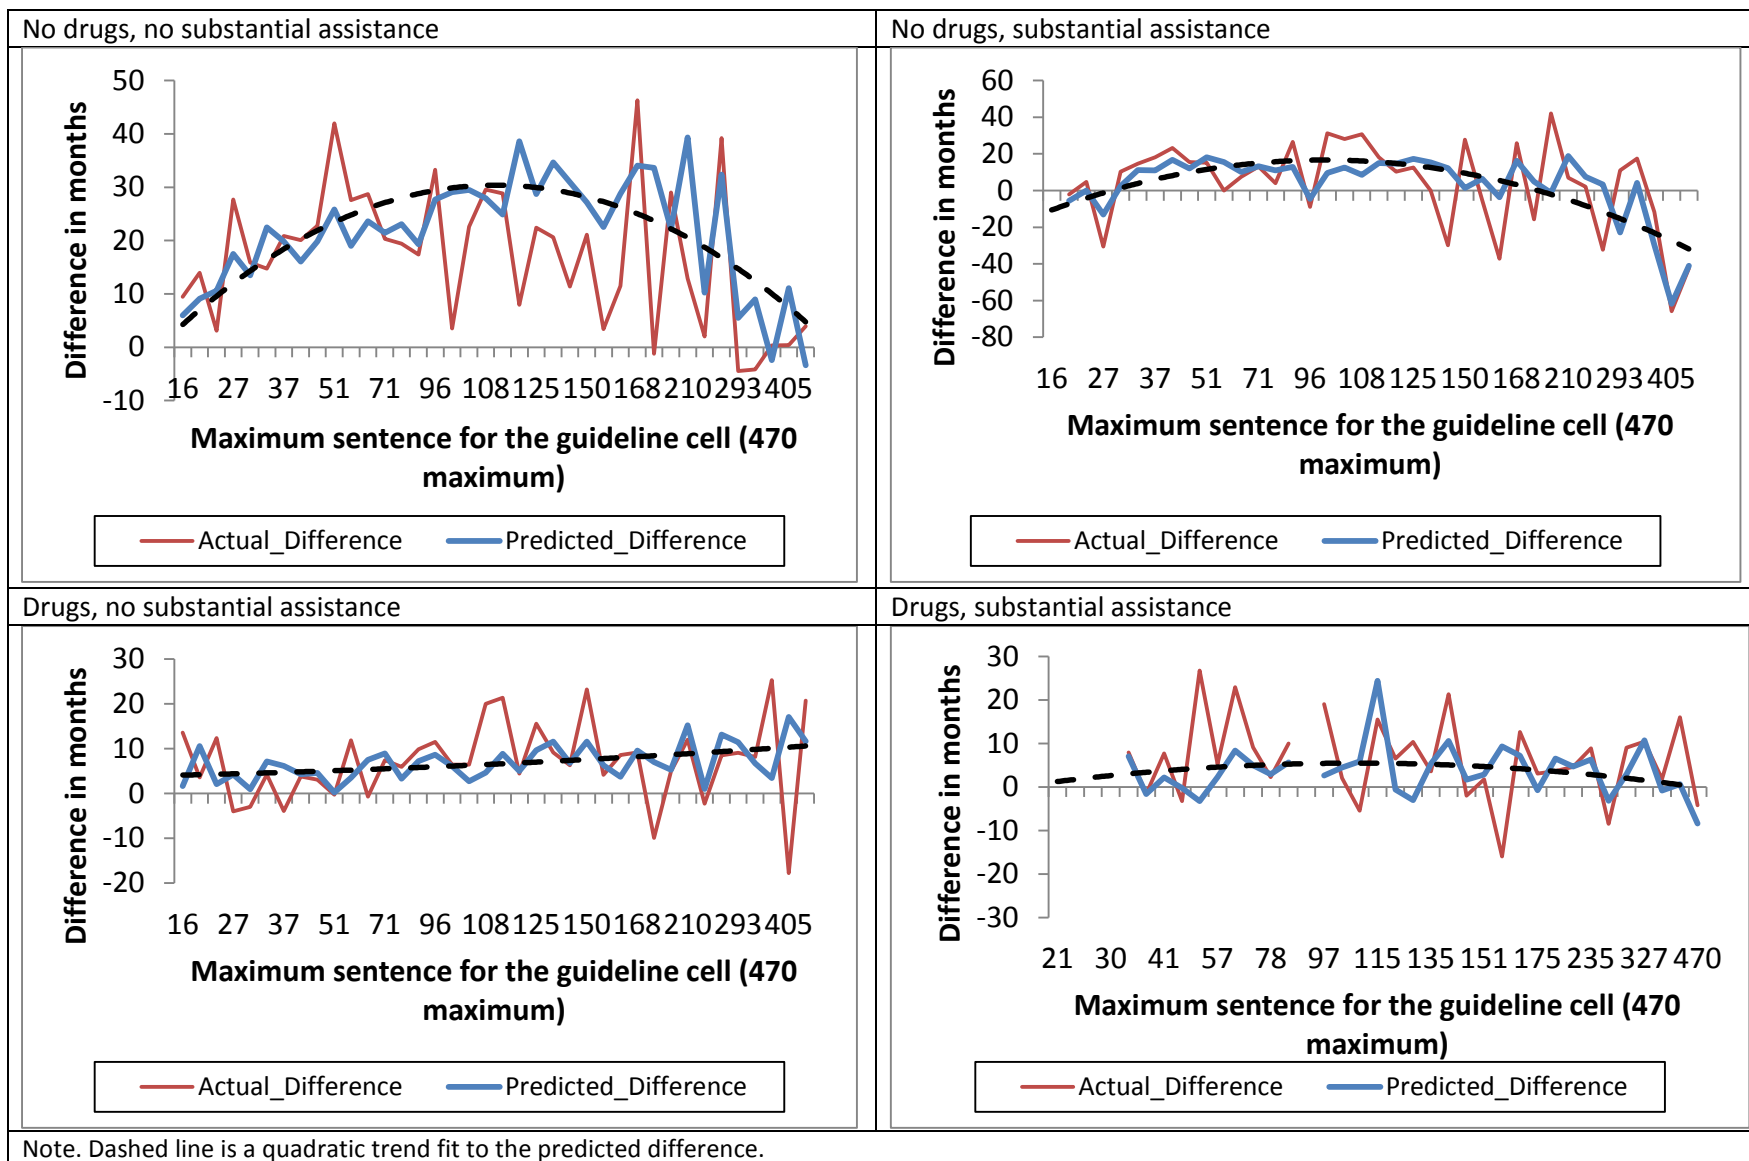 No drugs, no substantial assistance
50
40
30
20
10
0
-10
Difference in months
16 27 37 51 71 96 108 125 150 168 210 293 405
Maximum sentence for the guideline cell (470
maximum)
Actual_Difference Predicted_Difference
No drugs, substantial assistance
60
40
20
0
-20
-40
-60
-80
Difference in months
16 27 37 51 71 96 108 125 150 168 210 293 405
Maximum sentence for the guideline cell (470
maximum)
Actual_Difference Predicted_Difference
Drugs, no substantial assistance
30
20
10
0
-10
-20
Difference in months
16 27 37 51 71 96 108 125 150 168 210 293 405
Maximum sentence for the guideline cell (470
maximum)
Actual_Difference Predicted_Difference
Drugs, substantial assistance
30
20
10
0
-10
-20
-30
Difference in months
21 30 41 57 78 97 115 135 151 175 235 327 470
Maximum sentence for the guideline cell (470
maximum)
Actual_Difference Predicted_Difference
Note. Dashed line is a quadratic trend fit to the predicted difference.